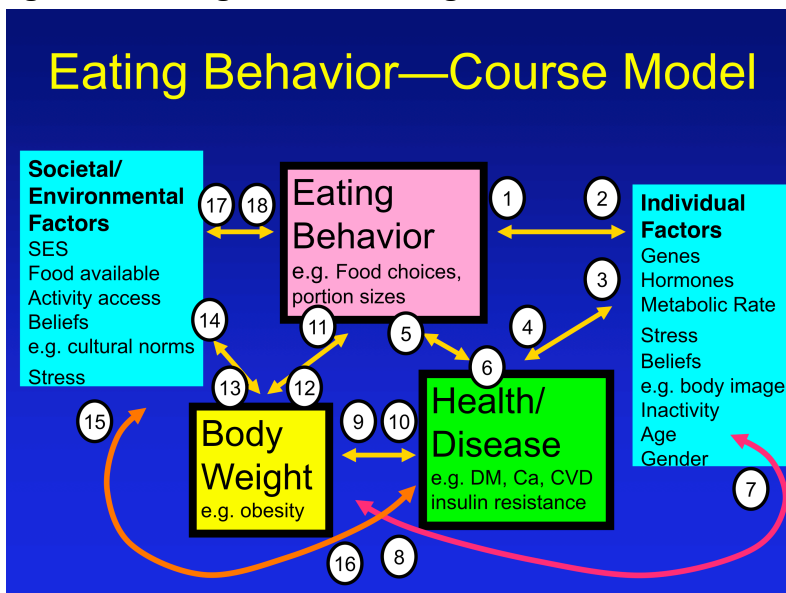 Eating Behavior—Course Model
Societal/
Environmental
Factors
SES
Food available
Activity access
Beliefs
e.g. cultural norms
Stress
17
18
Eating
Behavior
e.g. Food choices,
portion sizes
1
2
Individual
Factors
Genes
Hormones
Metabolic Rate
Stress
Beliefs
e.g. body image
Inactivity
Age
Gender
3
4
5
6
11
12
14
13
15
Body
Weight
e.g. obesity
9
10
Health/
Disease
e.g. DM, Ca, CVD
insulin resistance
7
8
16